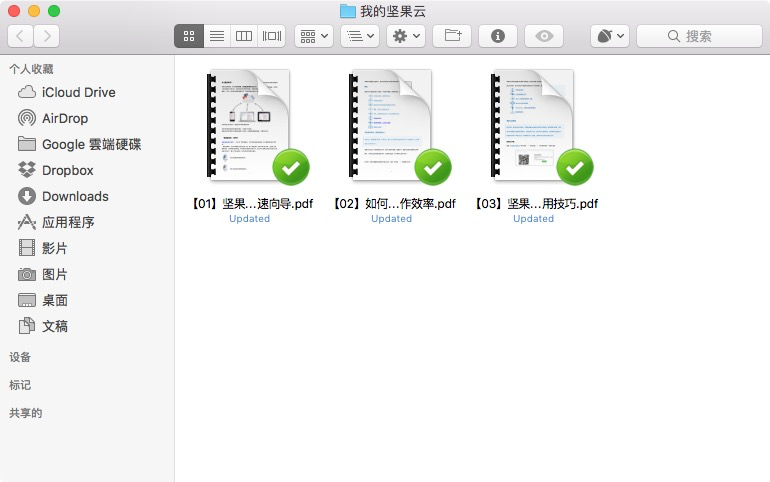 我的坚果云
搜索
个人收藏
iCloud Drive
AirDrop
Google 雲端硬碟
Dropbox
Downloads
应用程序
影片
图片
桌面
文稿
设备
标记
共享的
【01】坚果…速向导.pdf
Updated
【02】如何…作效率.pdf
Updated
【03】坚果…用技巧.pdf
Updated